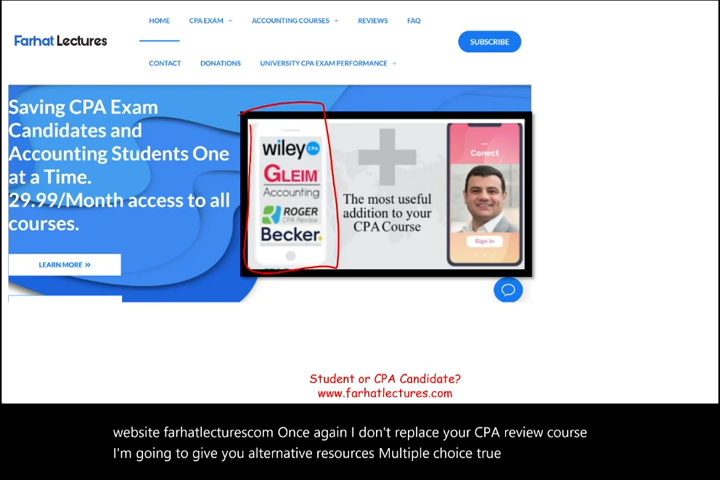 Farhat Lectures
HOME
CPA EXAM +
ACCOUNTING COURSES +
REVIEWS
FAQ
SUBSCRIBE
CONTACT
DONATIONS
UNIVERSITY CPA EXAM PERFORMANCE +
Saving CPA Exam
Candidates and
Accounting Students One
at a Time.
29.99/Month access to all
courses.
LEARN MORE »
wiley CPA
GLEIM
Accounting
ROGER
CPA Review
Becker
The most useful
addition to your
CPA Course
Conect
Sign in
Student or CPA Candidate?
www.farhatlectures.com
website farhatlecturescom Once again I don't replace your CPA review course
I'm going to give you alternative resources Multiple choice true